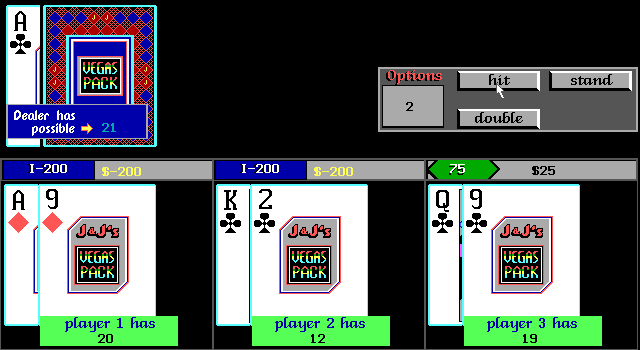 A
VEGAS
PACK
Dealer has
possible 21
Options
hit
stand
2
double
I-200
$-200
I-200
$-200
75
$25
A
9
J&J's
VEGAS
PACK
player 1 has
20
K
2
J&J's
VEGAS
PACK
player 2 has
12
Q
9
J&J's
VEGAS
PACK
player 3 has
19